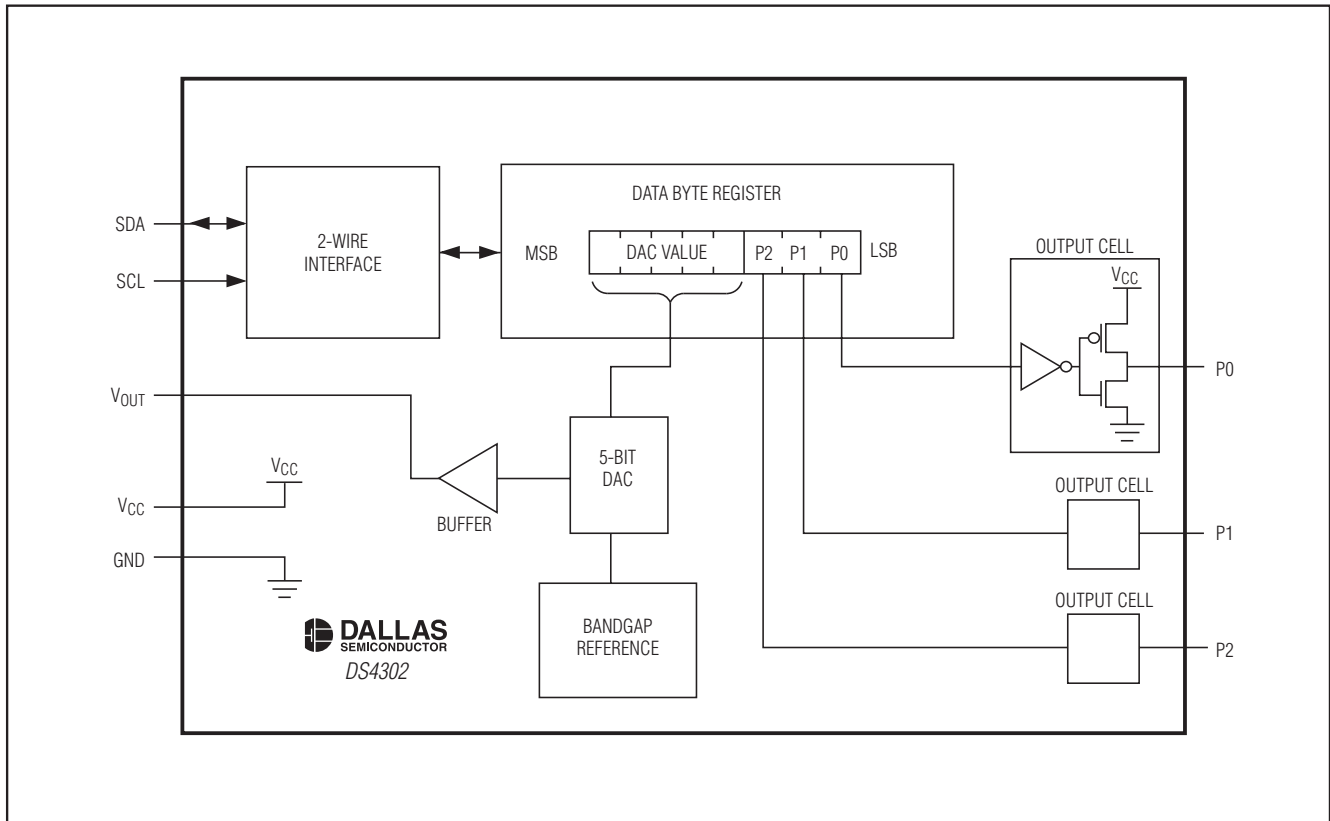 DATA BYTE REGISTER
SDA
2-WIRE
INTERFACE
MSB
DAC VALUE
P2
P1
P0
LSB
SCL
OUTPUT CELL
VCC
P0
VOUT
5-BIT
DAC
BUFFER
VCC
VCC
GND
OUTPUT CELL
P1
BANDGAP
REFERENCE
OUTPUT CELL
P2
DALLAS
SEMICONDUCTOR
DS4302